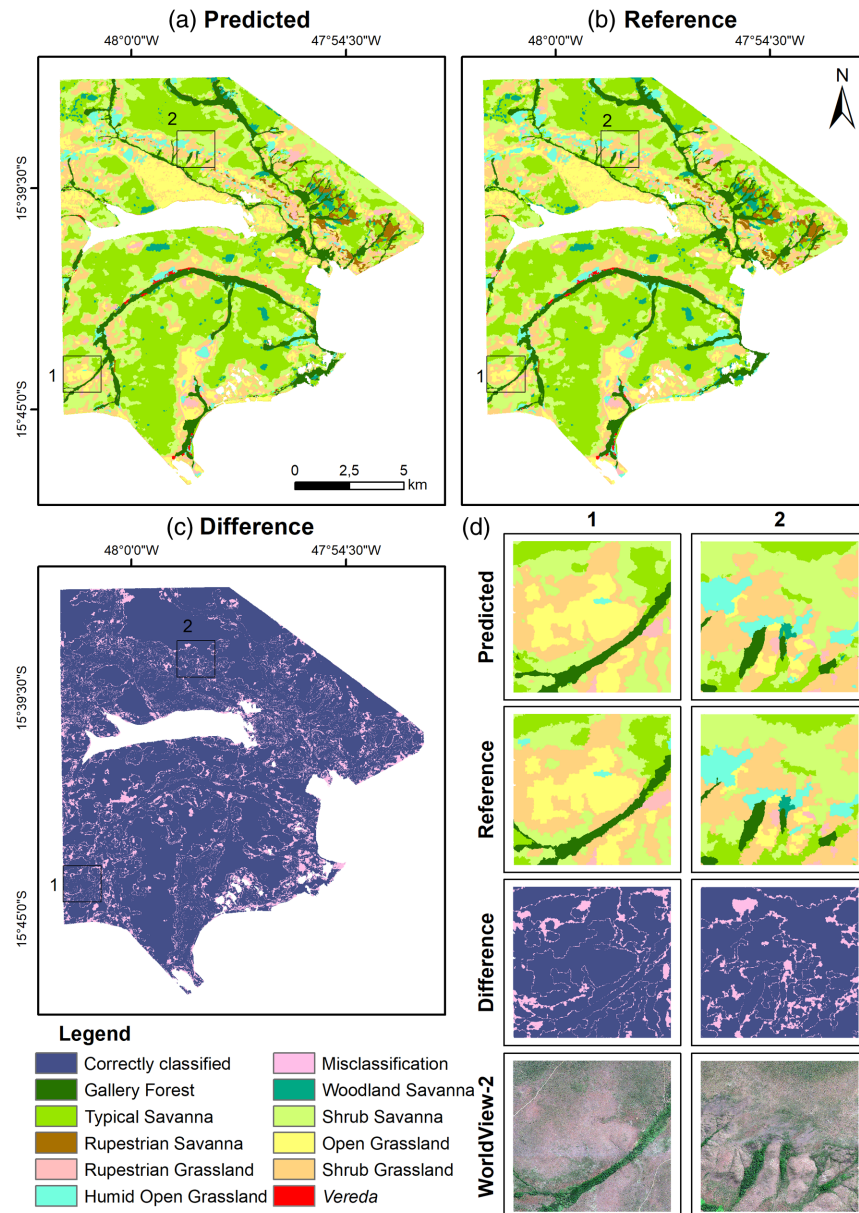 (a) Predicted
(b) Reference
48°0'0"W 47°54'30"W
48°0'0"W 47°54'30"W
N
2
2
15°39'30"S
15°39'30"S
1
1
15°45'0"S
15°45'0"S
0 2,5 5
km
(c) Difference
(d) 1 2
48°0'0"W 47°54'30"W
2
15°39'30"S
15°39'30"S
1
15°45'0"S
Predicted
Reference
Difference
WorldView-2
Legend
Correctly classified
Misclassification
Gallery Forest
Woodland Savanna
Typical Savanna
Shrub Savanna
Rupestrian Savanna
Open Grassland
Rupestrian Grassland
Shrub Grassland
Humid Open Grassland
Vereda